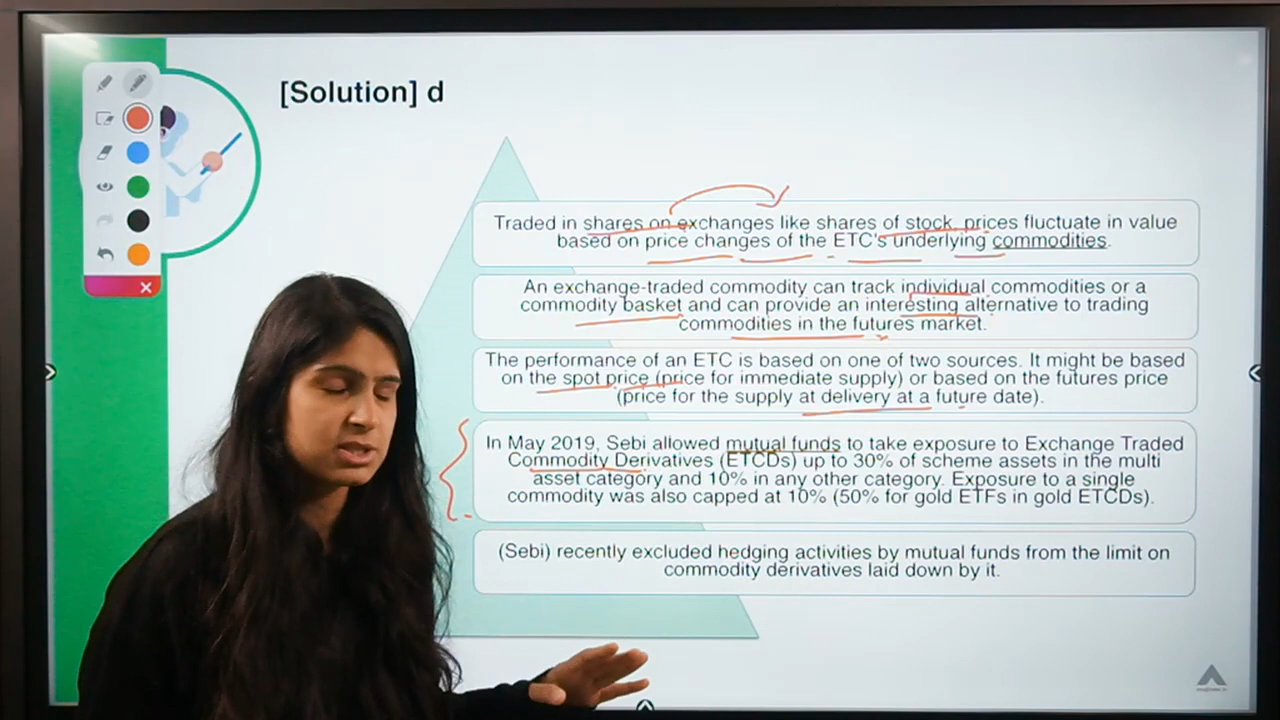 [Solution] d
Traded in shares on exchanges like shares of stock, prices fluctuate in value
based on price changes of the ETC's underlying commodities.
An exchange-traded commodity can track individual commodities or a
commodity basket and can provide an interesting alternative to trading
commodities in the futures market.
The performance of an ETC is based on one of two sources. It might be based
on the spot price (price for immediate supply) or based on the futures price
(price for the supply at delivery at a future date).
In May 2019, Sebi allowed mutual funds to take exposure to Exchange Traded
Commodity Derivatives (ETCDs) up to 30% of scheme assets in the multi
asset category and 10% in any other category. Exposure to a single
commodity was also capped at 10% (50% for gold ETFs in gold ETCDs).
(Sebi) recently excluded hedging activities by mutual funds from the limit on
commodity derivatives laid down by it.